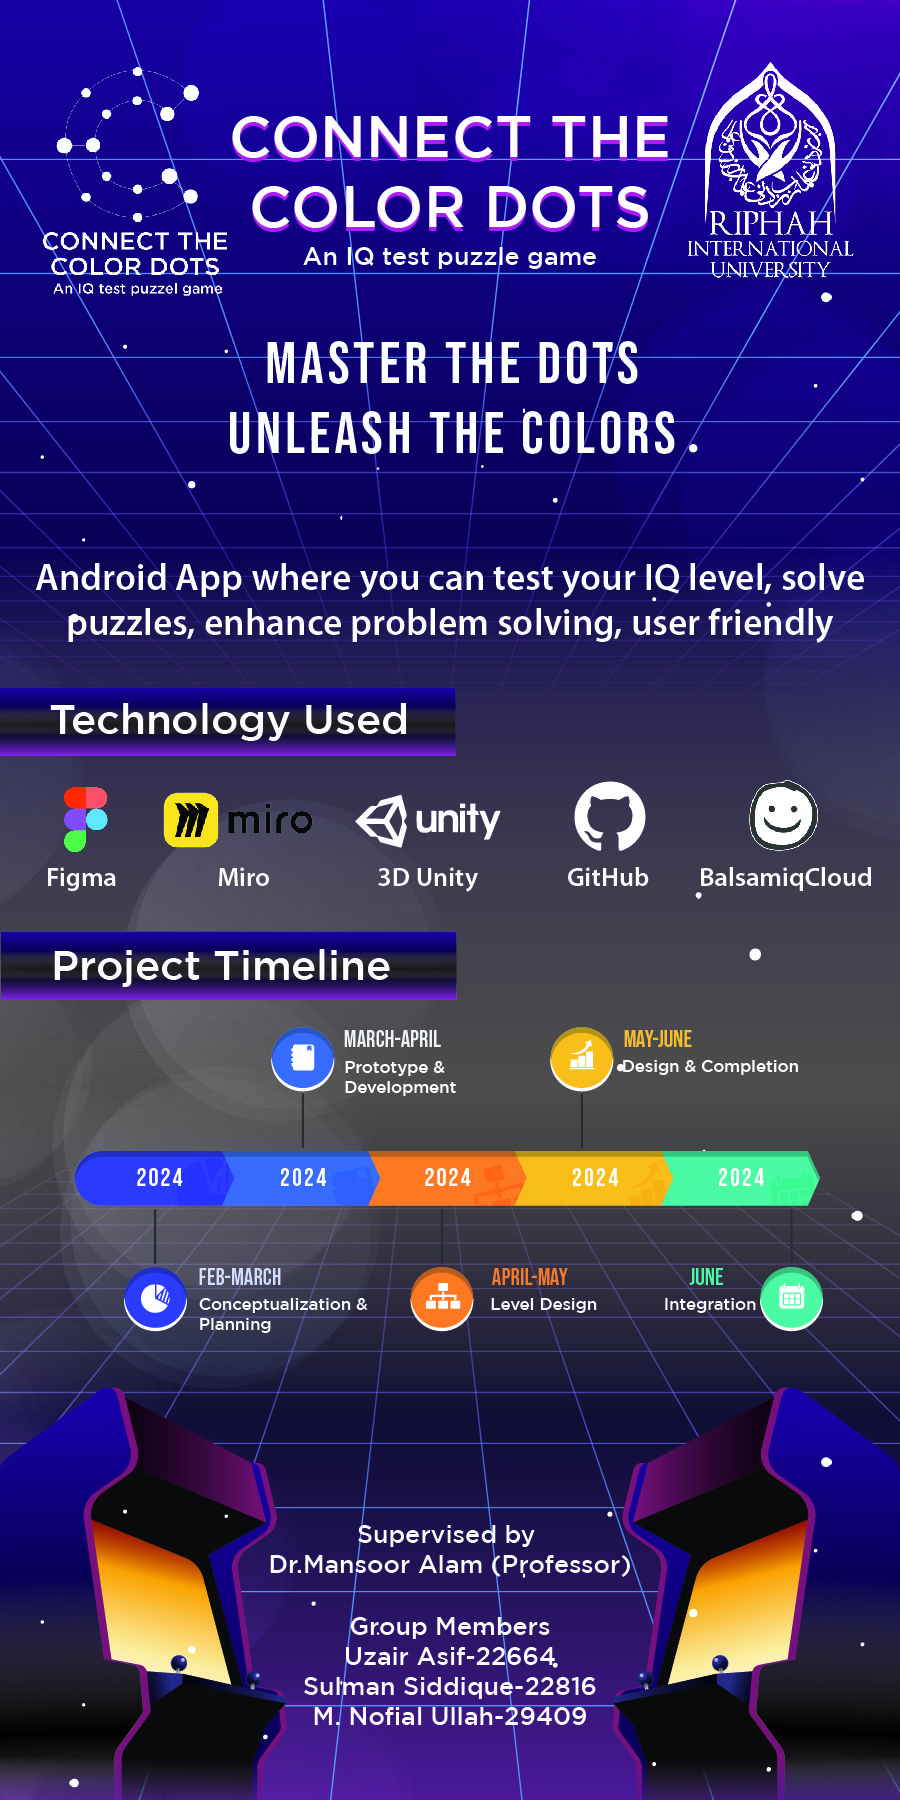 CONNECT THE
COLOR DOTS
An IQ test puzzel game
CONNECT THE
COLOR DOTS
An IQ test puzzle game
RIPHAH
INTERNATIONAL
UNIVERSITY
MASTER THE DOTS
UNLEASH THE COLORS
Android App where you can test your IQ level, solve
puzzles, enhance problem solving, user friendly
Technology Used
miro
unity
Figma
Miro
3D Unity
GitHub
BalsamiqCloud
Project Timeline
MARCH-APRIL
Prototype &
Development
MAY-JUNE
Design & Completion
2024
2024
2024
2024
2024
FEB-MARCH
Conceptualization &
Planning
APRIL-MAY
Level Design
JUNE
Integration
Supervised by
Dr.Mansoor Alam (Professor)
Group Members
Uzair Asif-22664
Sulman Siddique-22816
M. Nofial Ullah-29409